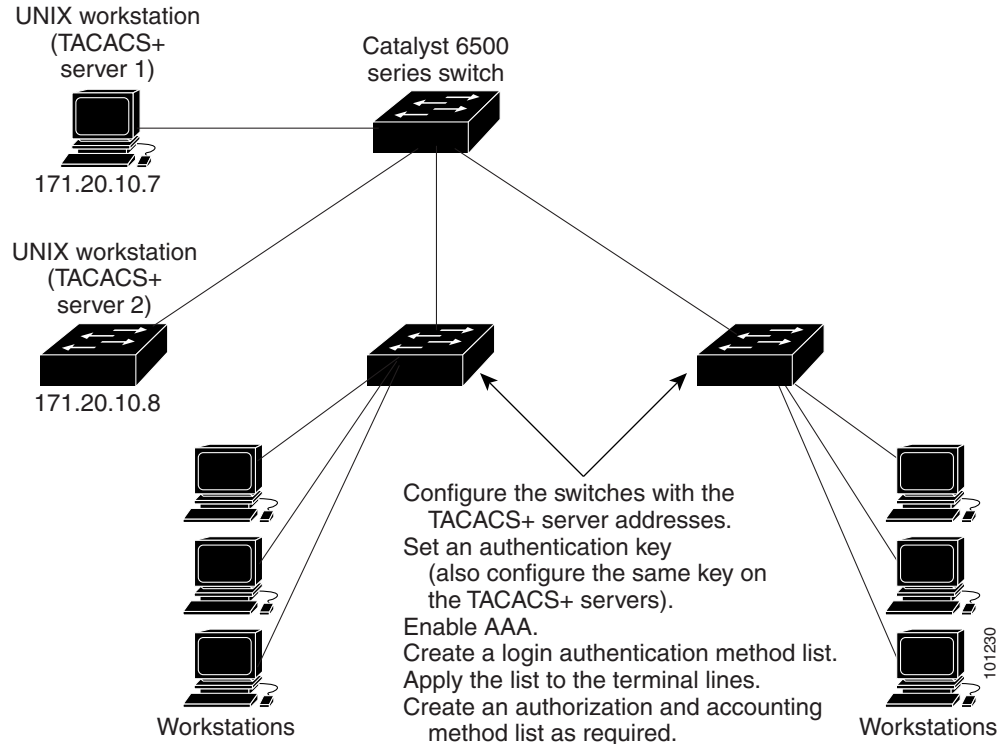 UNIX workstation
(TACACS+
server 1)
Catalyst 6500
series switch
171.20.10.7
UNIX workstation
(TACACS+
server 2)
171.20.10.8
Configure the switches with the
TACACS+ server addresses.
Set an authentication key
(also configure the same key on
the TACACS+ servers).
Enable AAA.
Create a login authentication method list.
Apply the list to the terminal lines.
Create an authorization and accounting
method list as required.
Workstations
Workstations
101230